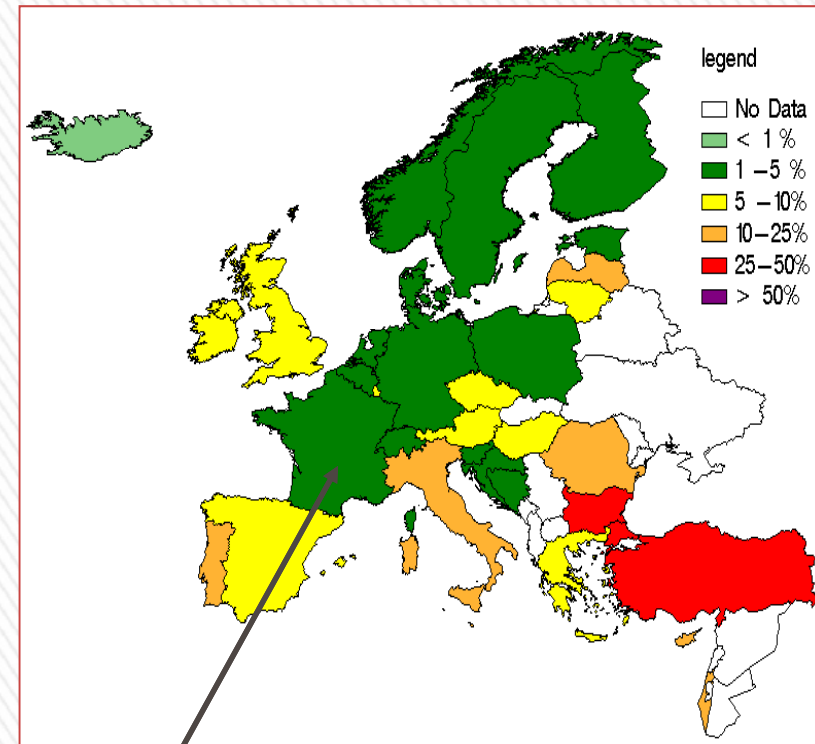 legend
No Data
< 1 %
1 –5 %
5 –10%
10–25%
25–50%
> 50%